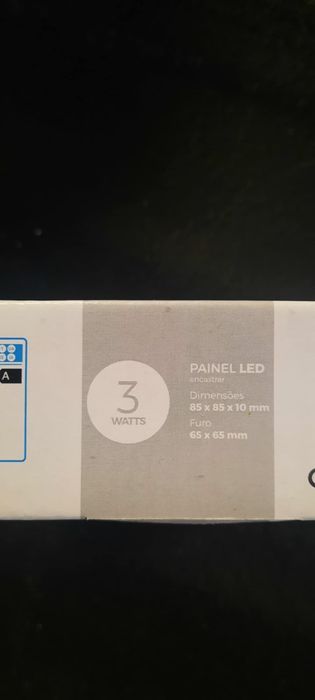 A
3
WATTS
PAINEL LED
encastrar
Dimensões
85 x 85 x 10 mm
Furo
65 x 65 mm